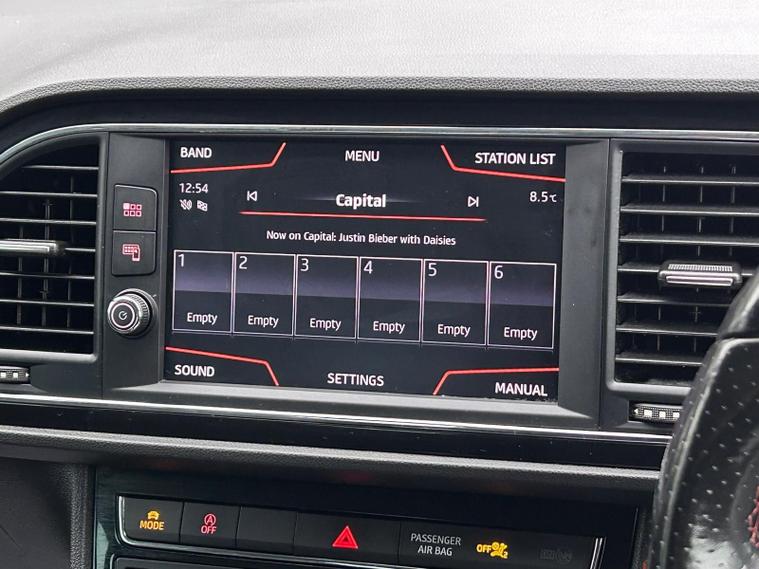 BAND MENU STATION LIST
12:54 8.5°C
Capital
Now on Capital: Justin Bieber with Daisies
1 2 3 4 5 6
Empty Empty Empty Empty Empty Empty
SOUND SETTINGS MANUAL
MODE
OFF
PASSENGER
AIR BAG
OFF
2